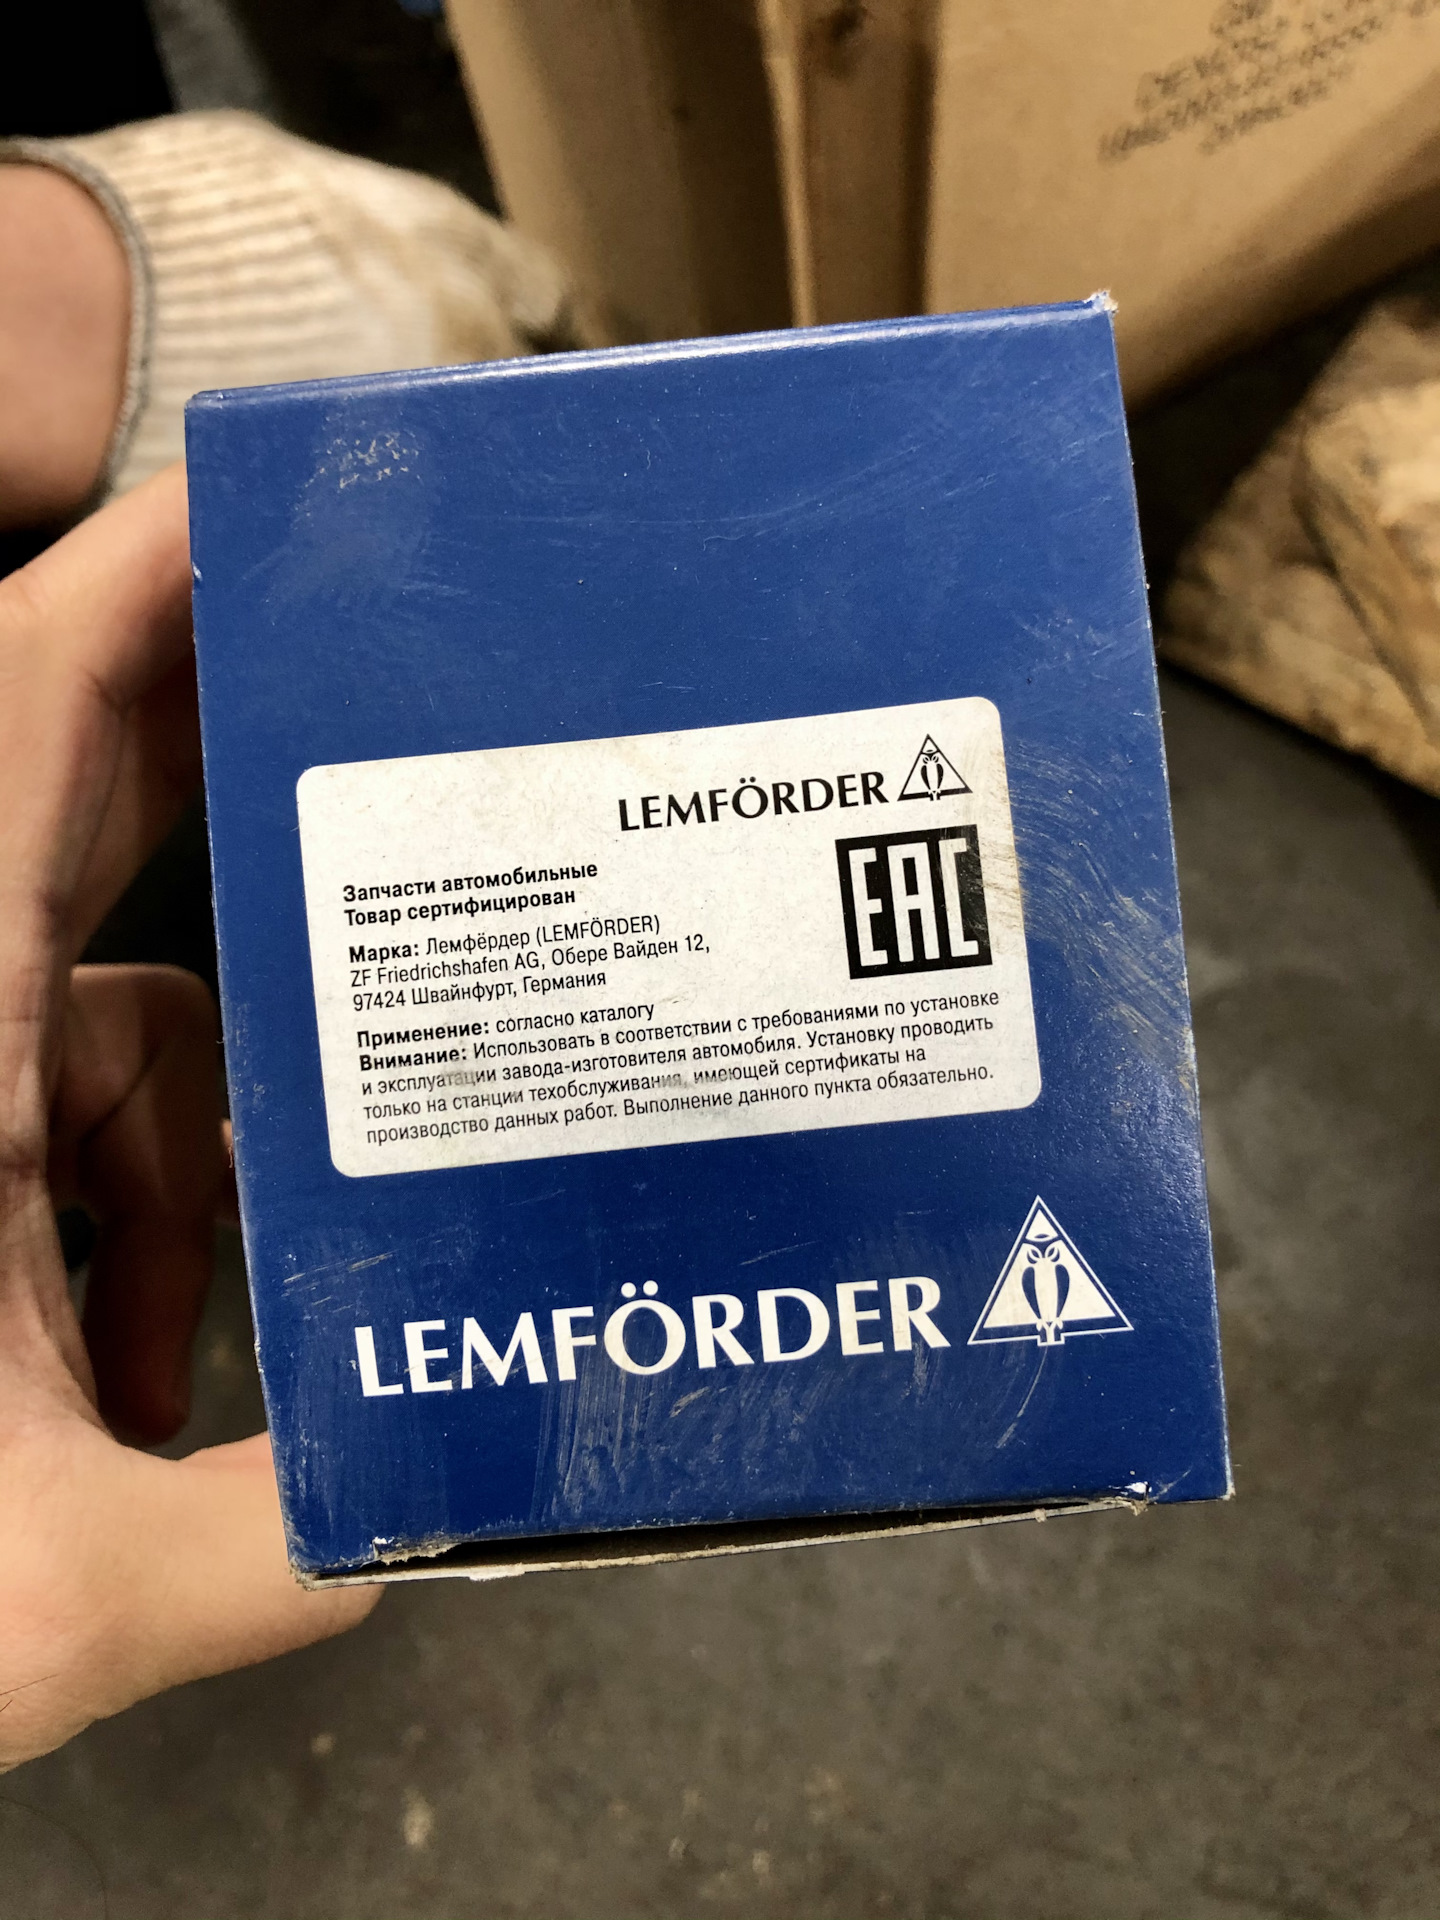 LEMFÖRDER
EAC
Запчасти автомобильные
Товар сертифицирован
Марка: Лемфёрдер (LEMFÖRDER)
ZF Friedrichshafen AG, Обере Вайден 12,
97424 Швайнфурт, Германия
Применение: согласно каталогу
Внимание: Использовать в соответствии с требованиями по установке
и эксплуатации завода-изготовителя автомобиля. Установку проводить
только на станции техобслуживания, имеющей сертификаты на
производство данных работ. Выполнение данного пункта обязательно.
LEMFÖRDER